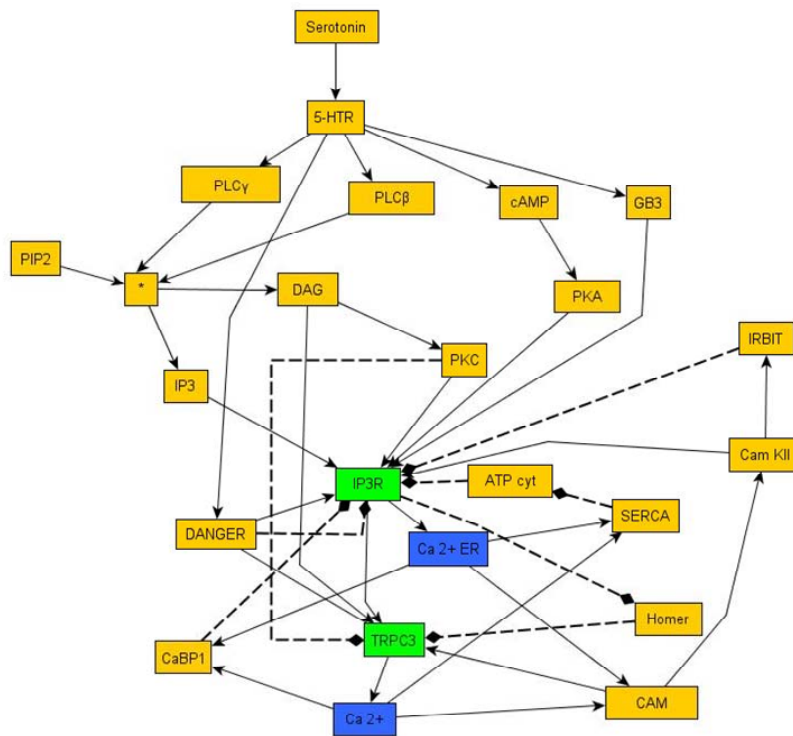 Serotonin
5-HTR
PLCγ
PLCβ
cAMP
GB3
PIP2
*
DAG
PKA
IRBIT
PKC
IP3
Cam KII
IP3R
ATP cyt
SERCA
DANGER
Ca 2+ ER
Homer
TRPC3
CaBP1
CAM
Ca 2+